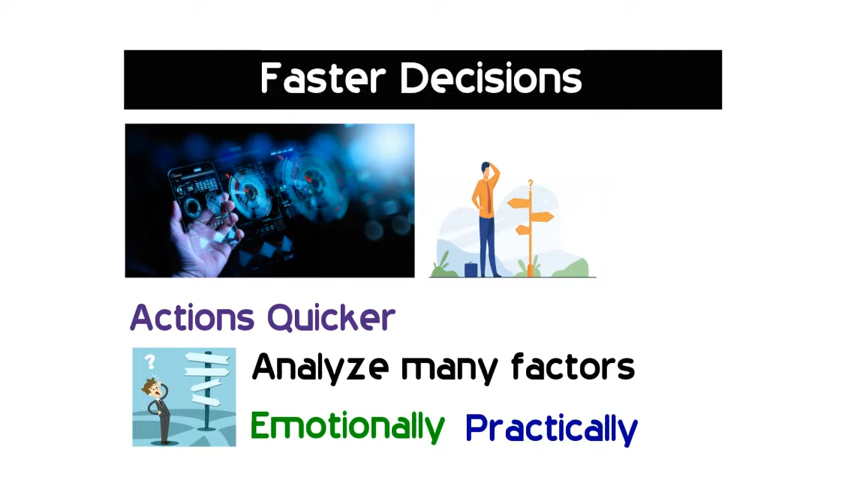 Faster Decisions
?
Actions Quicker
?
Analyze many factors
Emotionally Practically